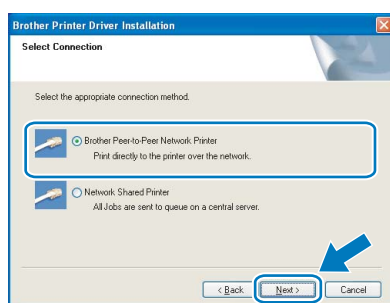 Brother Printer Driver Installation
Select Connection
Select the appropriate connection method.
Brother Peer-to-Peer Network Printer
Print directly to the printer over the network.
Network Shared Printer
All Jobs are sent to queue on a central server.
< Back Next > Cancel